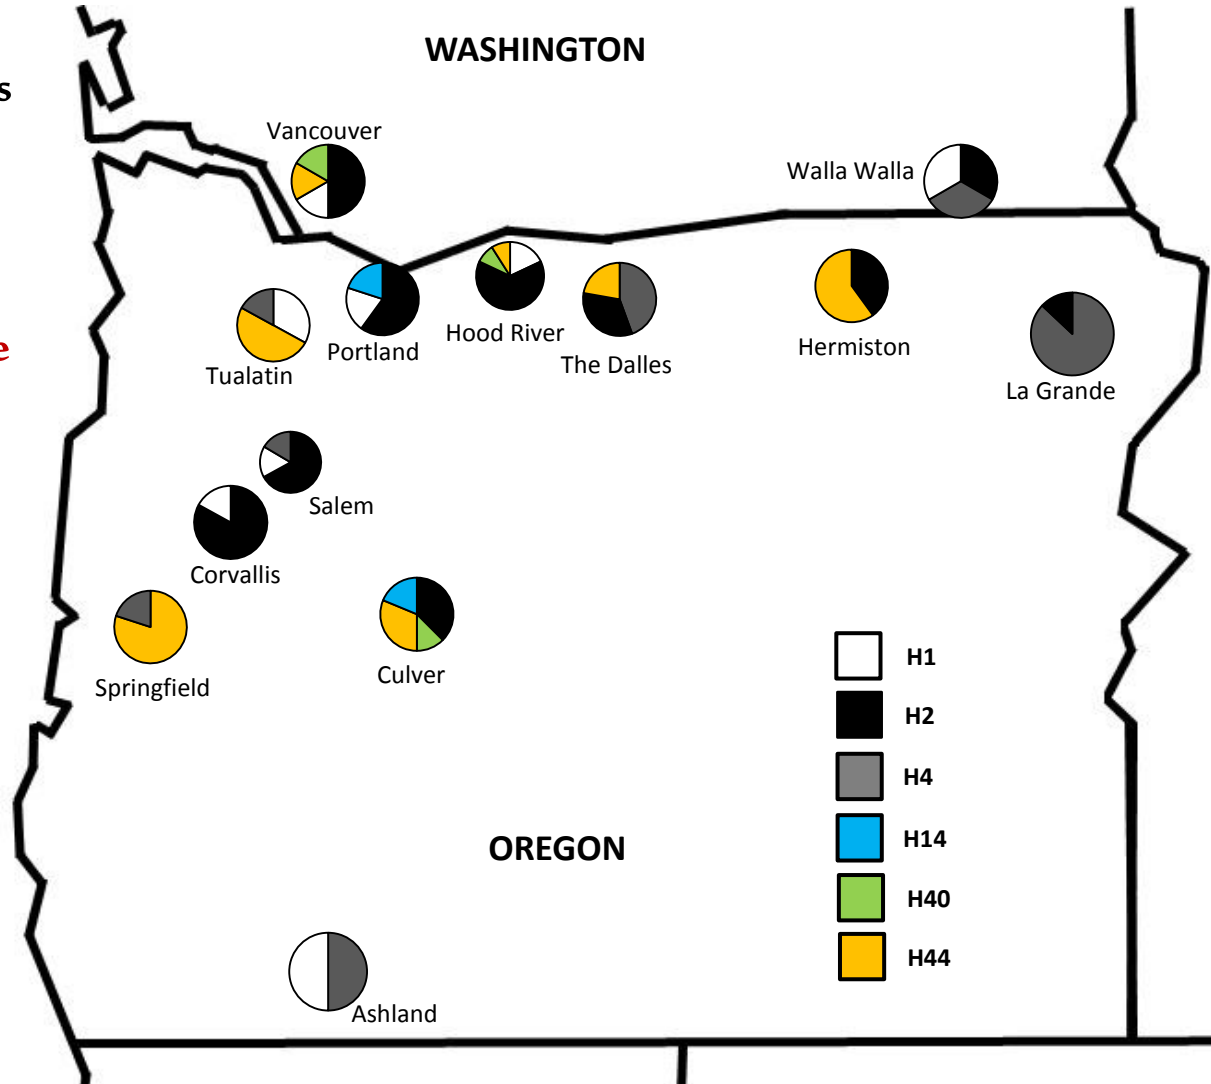 WASHINGTON
s
Vancouver
Walla Walla
Hood River
Hermiston
e
Portland
The Dalles
Tualatin
La Grande
Salem
Corvallis
Culver
Springfield
H1
H2
H4
H14
OREGON
H40
H44
Ashland